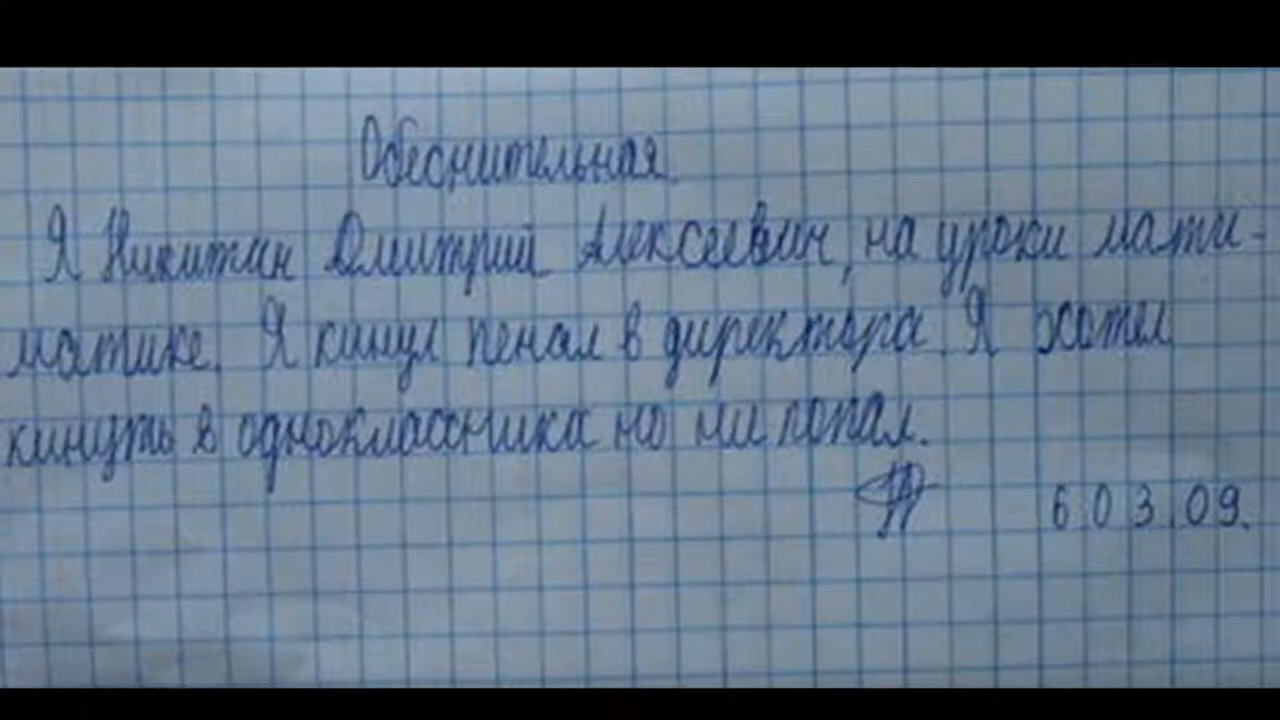 Обеснительная.
Я Никитин Дмитрий Алексеевич, на уроки мати-
матике. Я кинул пенал в директора. Я хотел
кинуть в одноклассника но ни попал.
6 03.09.